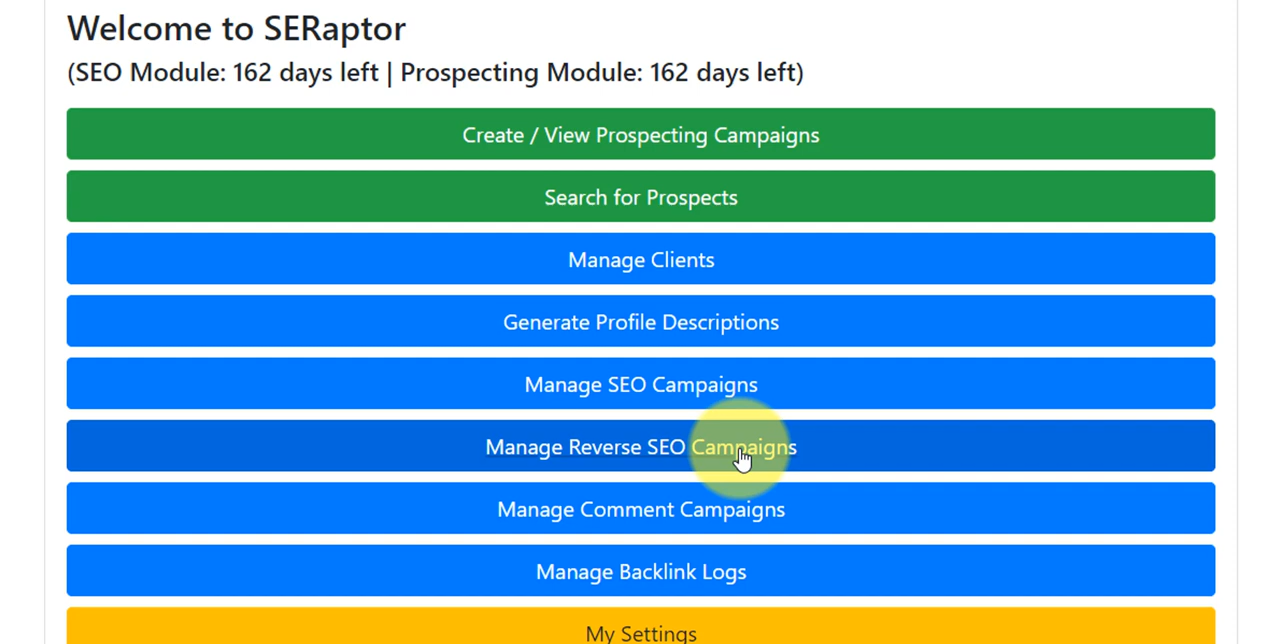 Welcome to SERaptor
(SEO Module: 162 days left | Prospecting Module: 162 days left)
Create / View Prospecting Campaigns
Search for Prospects
Manage Clients
Generate Profile Descriptions
Manage SEO Campaigns
Manage Reverse SEO Campaigns
Manage Comment Campaigns
Manage Backlink Logs
My Settings